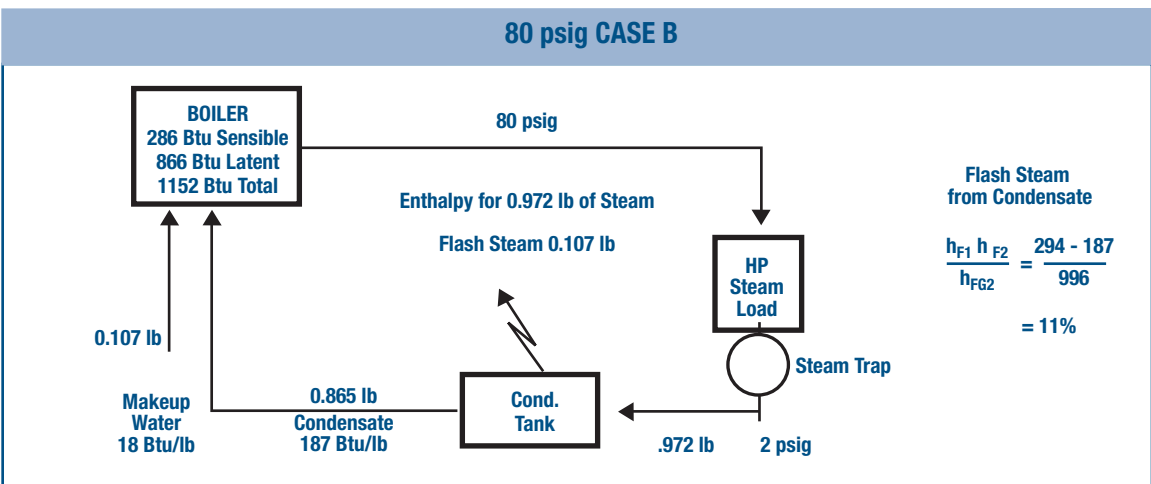 80 psig CASE B
BOILER
286 Btu Sensible
866 Btu Latent
1152 Btu Total
80 psig
Enthalpy for 0.972 lb of Steam
Flash Steam 0.107 lb
HP
Steam
Load
Steam Trap
Flash Steam
from Condensate
hF1 h F2 / hFG2 = 294 - 187 / 996
= 11%
0.107 lb
Makeup
Water
18 Btu/lb
0.865 lb
Condensate
187 Btu/lb
Cond.
Tank
.972 lb
2 psig